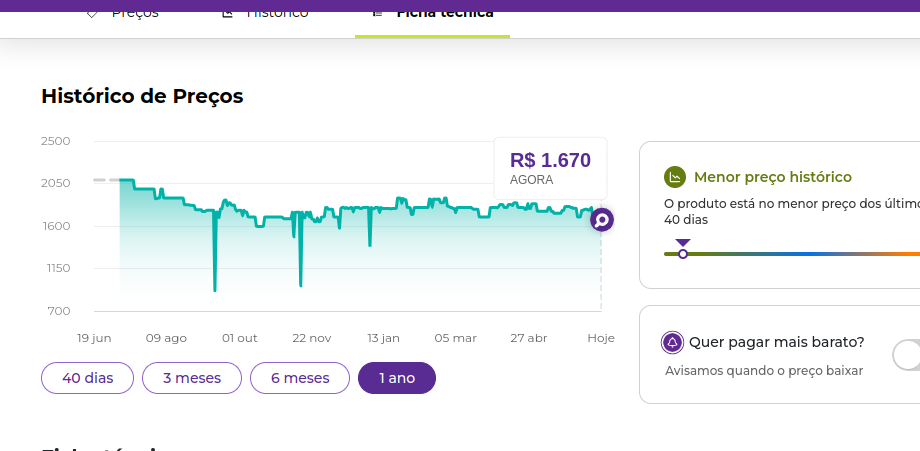 Preços
Histórico
Ficha técnica
Histórico de Preços
2500
2050
1600
1150
700
R$ 1.670
AGORA
19 jun
09 ago
01 out
22 nov
13 jan
05 mar
27 abr
Hoje
40 dias
3 meses
6 meses
1 ano
Menor preço histórico
O produto está no menor preço dos último
40 dias
Quer pagar mais barato?
Avisamos quando o preço baixar